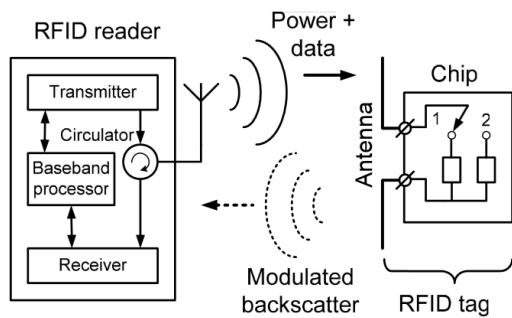 RFID reader
Transmitter
Circulator
Baseband
processor
Receiver
Power +
data
Modulated
backscatter
Antenna
Chip
1
2
RFID tag